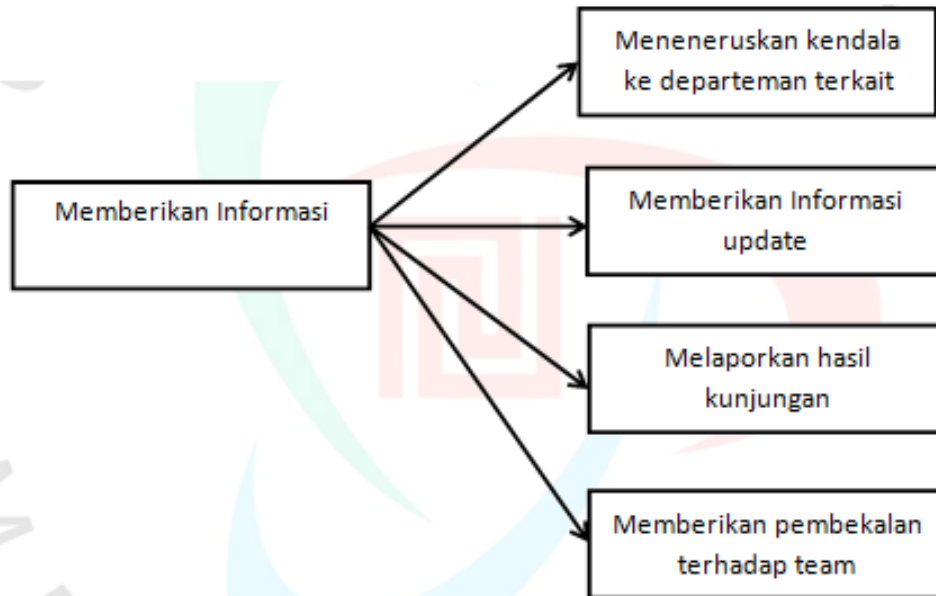 Meneneruskan kendala
ke departeman terkait
Memberikan Informasi
Memberikan Informasi
update
Melaporkan hasil
kunjungan
Memberikan pembekalan
terhadap team